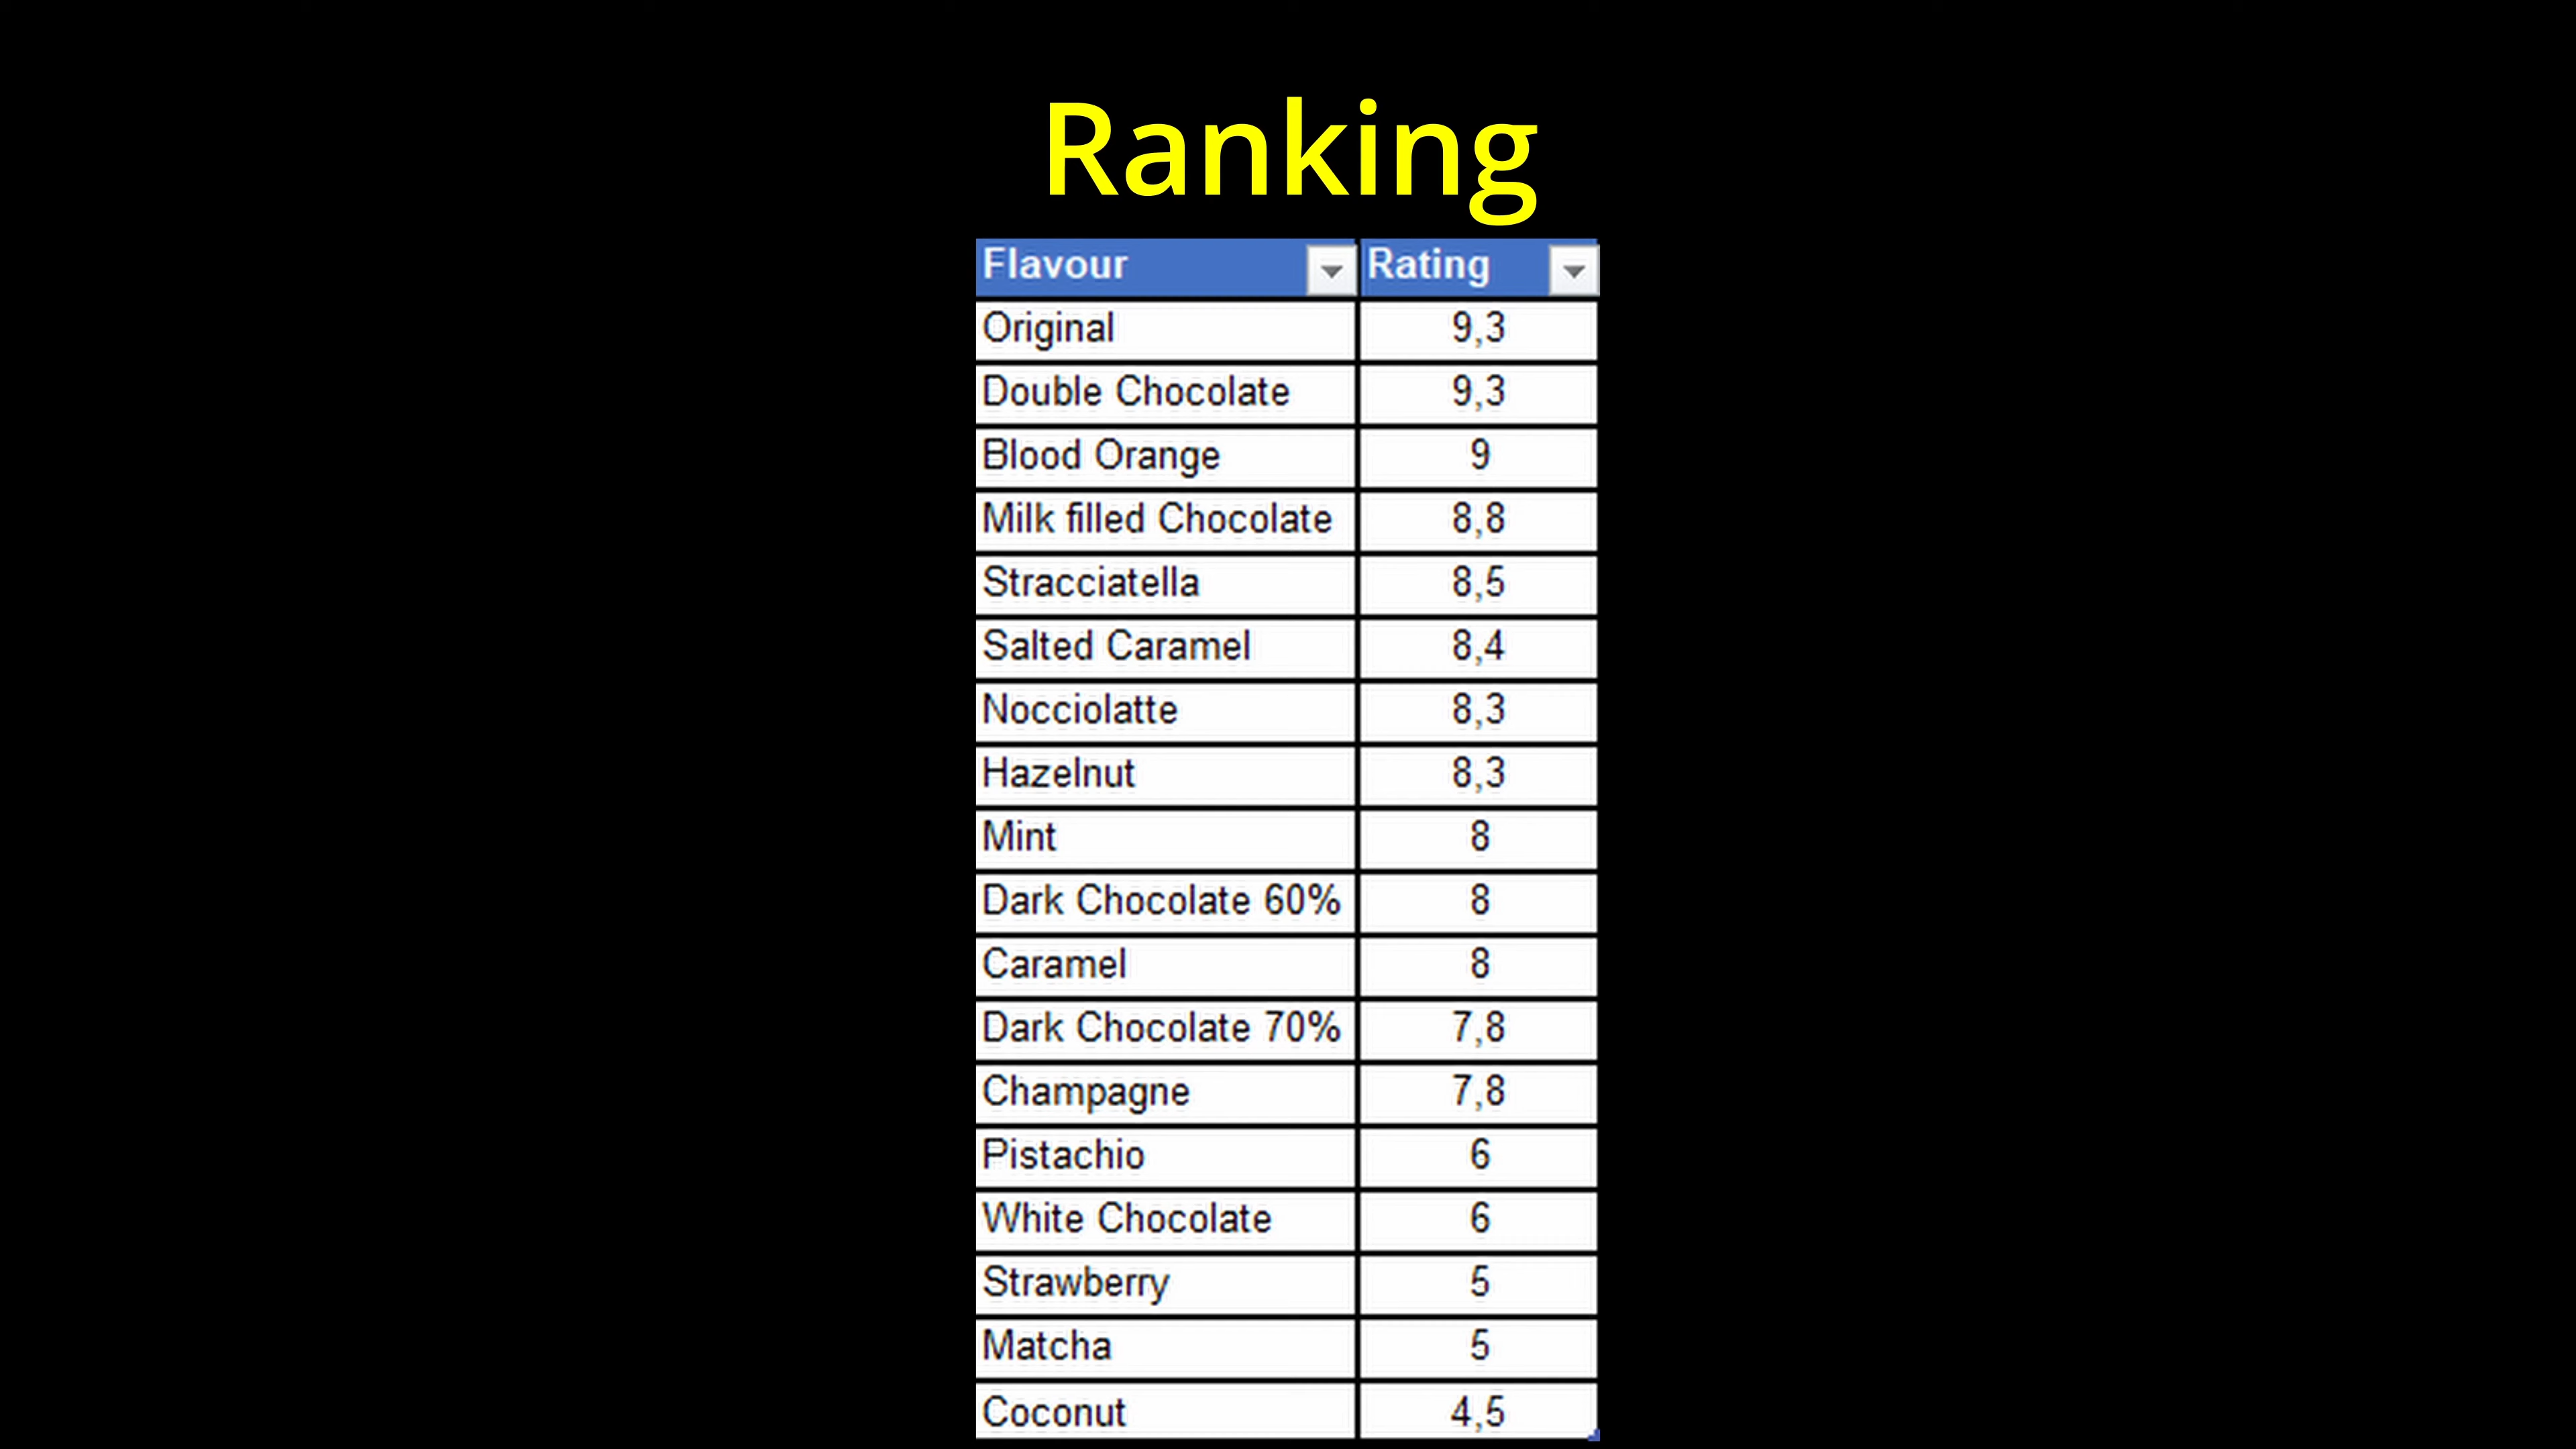 Ranking
Flavour Rating
Original 9,3
Double Chocolate 9,3
Blood Orange 9
Milk filled Chocolate 8,8
Stracciatella 8,5
Salted Caramel 8,4
Nocciolatte 8,3
Hazelnut 8,3
Mint 8
Dark Chocolate 60% 8
Caramel 8
Dark Chocolate 70% 7,8
Champagne 7,8
Pistachio 6
White Chocolate 6
Strawberry 5
Matcha 5
Coconut 4,5